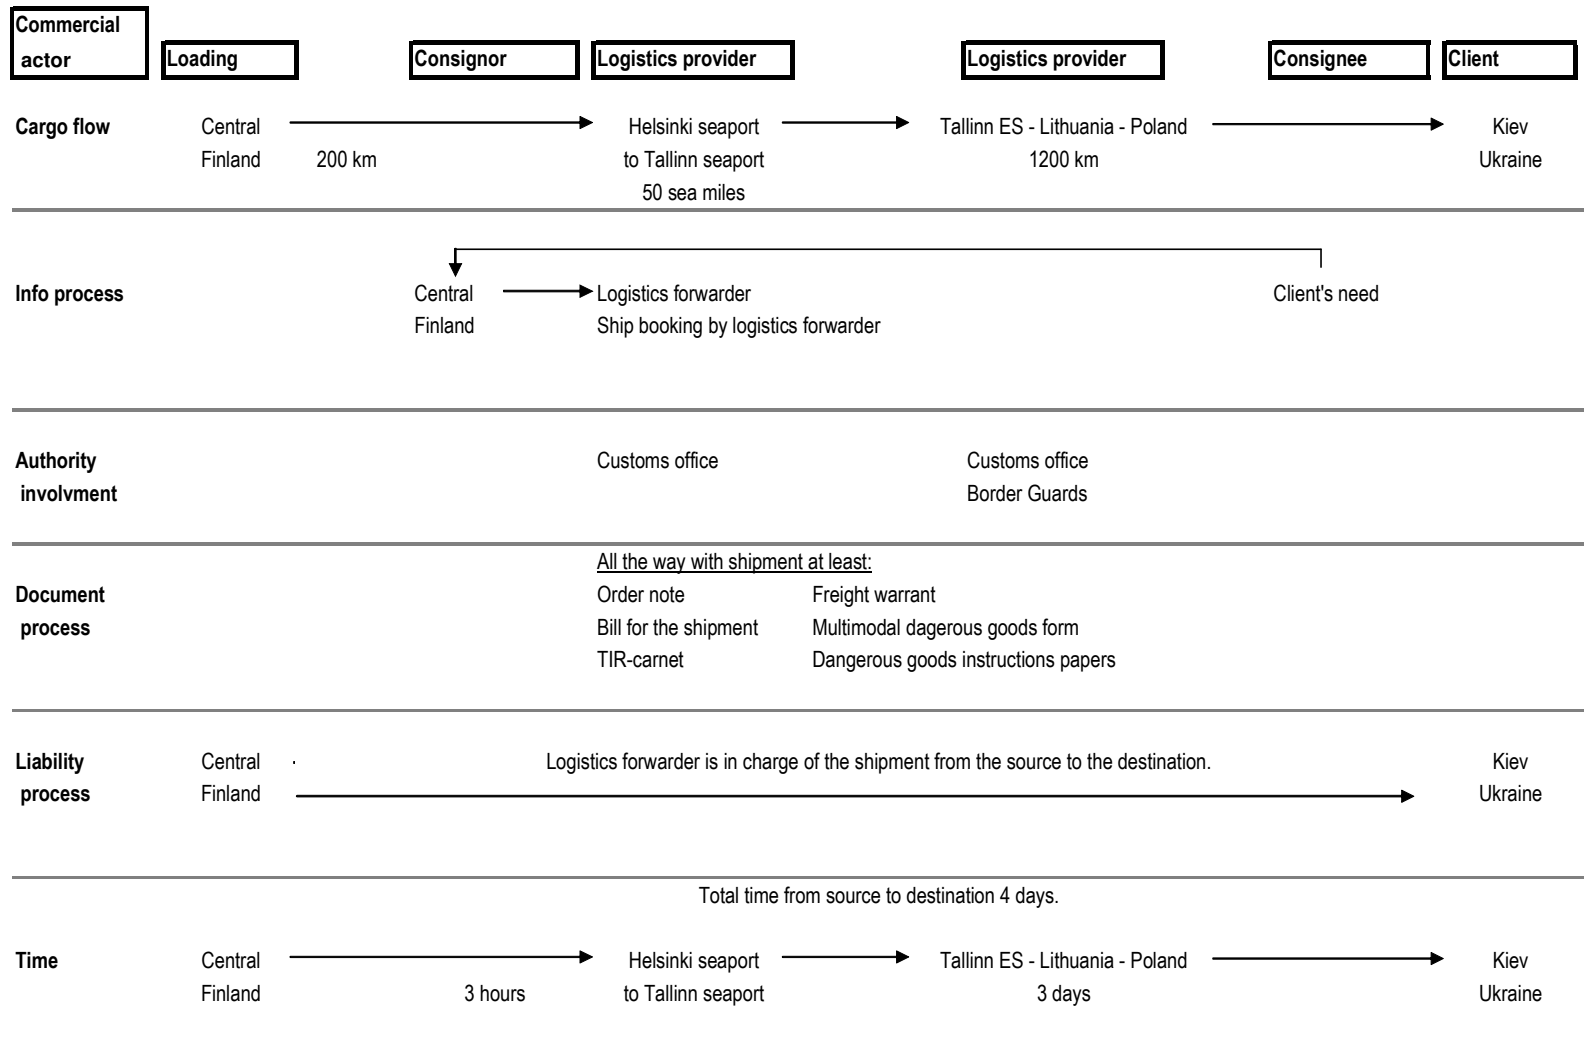 Commercial
actor
Loading
Consignor
Logistics provider
Logistics provider
Consignee
Client
Cargo flow
Central
Helsinki seaport
Tallinn ES - Lithuania - Poland
Kiev
Finland
200 km
to Tallinn seaport
1200 km
Ukraine
50 sea miles
Info process
Central
Logistics forwarder
Client's need
Finland
Ship booking by logistics forwarder
Authority
Customs office
Customs office
involvment
Border Guards
All the way with shipment at least:
Document
Order note
Freight warrant
process
Bill for the shipment
Multimodal dagerous goods form
TIR-carnet
Dangerous goods instructions papers
Liability
Central
Logistics forwarder is in charge of the shipment from the source to the destination.
Kiev
process
Finland
Ukraine
Total time from source to destination 4 days.
Time
Central
Helsinki seaport
Tallinn ES - Lithuania - Poland
Kiev
Finland
3 hours
to Tallinn seaport
3 days
Ukraine